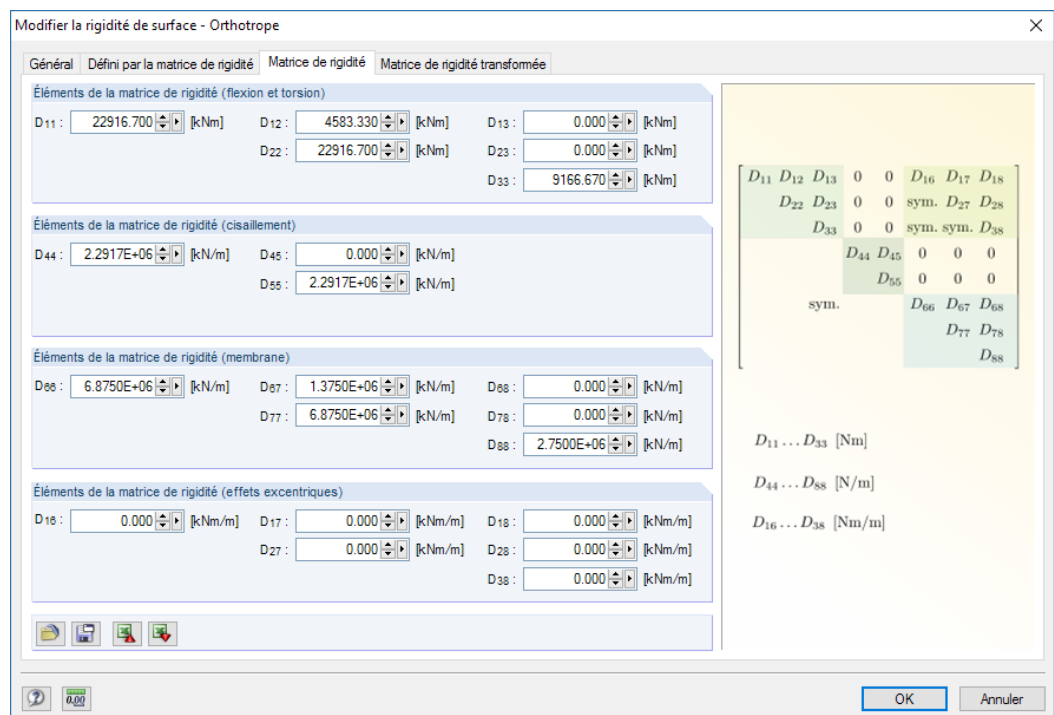 Modifier la rigidité de surface - Orthotrope
Général Défini par la matrice de rigidité Matrice de rigidité Matrice de rigidité transformée
Éléments de la matrice de rigidité (flexion et torsion)
D11 : 22916.700 [kNm] D12 : 4583.330 [kNm] D13 : 0.000 [kNm]
D22 : 22916.700 [kNm] D23 : 0.000 [kNm]
D33 : 9166.670 [kNm]
Éléments de la matrice de rigidité (cisaillement)
D44 : 2.2917E+06 [kN/m] D45 : 0.000 [kN/m]
D55 : 2.2917E+06 [kN/m]
Éléments de la matrice de rigidité (membrane)
D66 : 6.8750E+06 [kN/m] D67 : 1.3750E+06 [kN/m] D68 : 0.000 [kN/m]
D77 : 6.8750E+06 [kN/m] D78 : 0.000 [kN/m]
D88 : 2.7500E+06 [kN/m]
Éléments de la matrice de rigidité (effets excentriques)
D16 : 0.000 [kNm/m] D17 : 0.000 [kNm/m] D18 : 0.000 [kNm/m]
D27 : 0.000 [kNm/m] D28 : 0.000 [kNm/m]
D38 : 0.000 [kNm/m]
D11 D12 D13 0 0 D16 D17 D18
D22 D23 0 0 sym. D27 D28
D33 0 0 sym. sym. D38
D44 D45 0 0 0
D55 0 0 0
sym. D66 D67 D68
D77 D78
D88
D11 … D33 [Nm]
D44 … D88 [N/m]
D16 … D38 [Nm/m]
0.00
OK Annuler